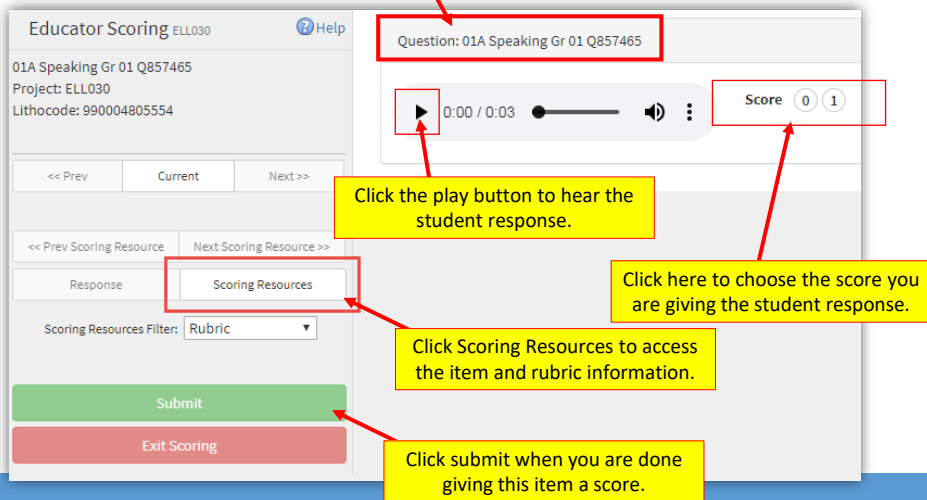 Educator Scoring ELL030
Help
01A Speaking Gr 01 Q857465
Project: ELL030
Lithocode: 990004805554
<< Prev
Current
Next >>
<< Prev Scoring Resource
Next Scoring Resource >>
Response
Scoring Resources
Scoring Resources Filter: Rubric
Submit
Exit Scoring
Question: 01A Speaking Gr 01 Q857465
0:00 / 0:03
Score 0 1
Click the play button to hear the
student response.
Click here to choose the score you
are giving the student response.
Click Scoring Resources to access
the item and rubric information.
Click submit when you are done
giving this item a score.